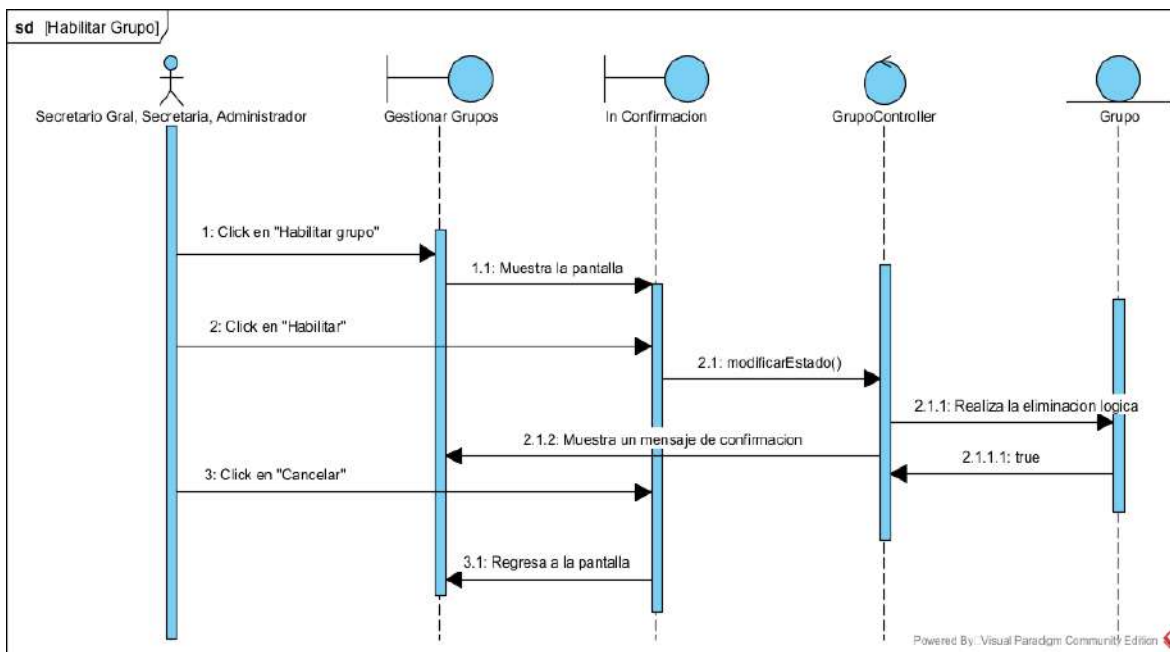 sd [Habilitar Grupo]
Secretario Gral, Secretaria, Administrador
Gestionar Grupos
In Confirmacion
GrupoController
Grupo
1: Click en "Habilitar grupo"
1.1: Muestra la pantalla
2: Click en "Habilitar"
2.1: modificarEstado()
2.1.1: Realiza la eliminacion logica
2.1.2: Muestra un mensaje de confirmacion
2.1.1.1: true
3: Click en "Cancelar"
3.1: Regresa a la pantalla
Powered By: Visual Paradigm Community Edition